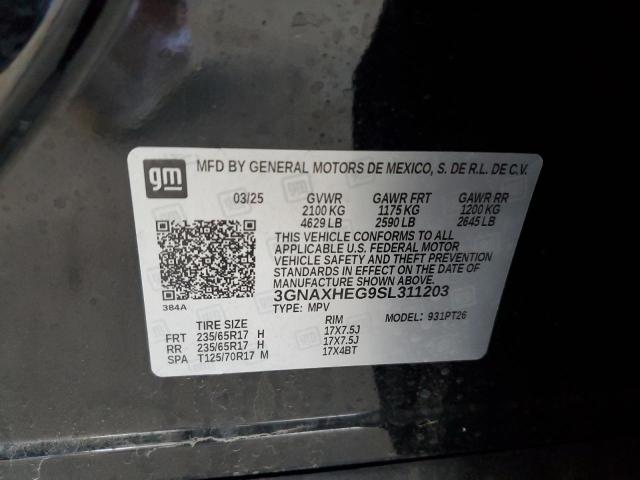 gm
MFD BY GENERAL MOTORS DE MEXICO, S. DE R.L. DE C.V.
03/25 GVWR GAWR FRT GAWR RR
2100 KG 1175 KG 1200 KG
4629 LB 2590 LB 2645 LB
THIS VEHICLE CONFORMS TO ALL
APPLICABLE U.S. FEDERAL MOTOR
VEHICLE SAFETY AND THEFT PREVENTION
STANDARDS IN EFFECT ON THE DATE OF
MANUFACTURE SHOWN ABOVE.
3GNAXHEG9SL311203
384A
TYPE: MPV MODEL: 931PT26
TIRE SIZE RIM
FRT 235/65R17 H 17X7.5J
RR 235/65R17 H 17X7.5J
SPA T125/70R17 M 17X4BT